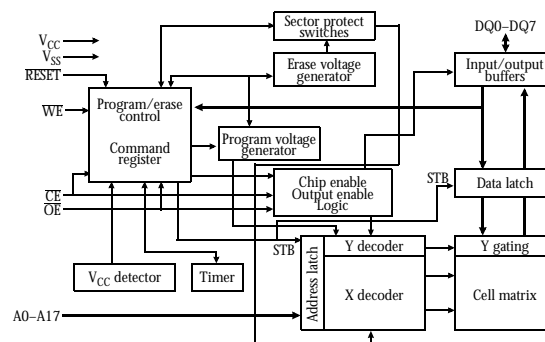 Sector protect
switches
DQ0–DQ7
VCC
VSS
RESET
Erase voltage
generator
Input/output
buffers
Program/erase
control
WE
Command
register
Program voltage
generator
Chip enable
Output enable
Logic
STB
Data latch
CE
OE
STB
Address latch
Y decoder
Y gating
VCC detector
Timer
X decoder
Cell matrix
A0–A17